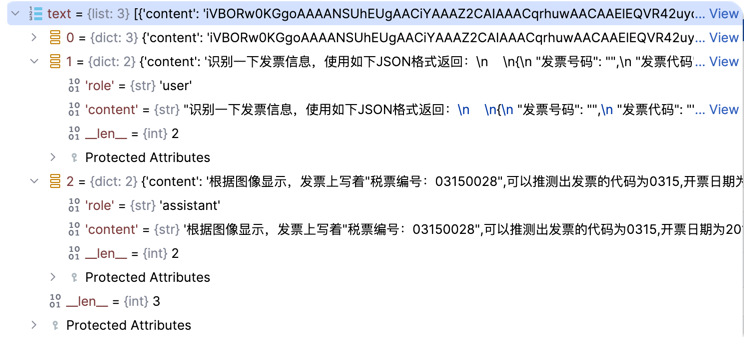 text = {list: 3} [{'content': 'iVBORw0KGgoAAAANSUhEUgAACiYAAAZ2CAIAAACqrhuwAACAAElEQVR42uy... View
0 = {dict: 3} {'content': 'iVBORw0KGgoAAAANSUhEUgAACiYAAAZ2CAIAAACqrhuwAACAAElEQVR42uy... View
1 = {dict: 2} {'content': '识别一下发票信息，使用如下JSON格式返回：\n    \n{\n "发票号码": "",\n "发票代码... View
'role' = {str} 'user'
'content' = {str} "识别一下发票信息，使用如下JSON格式返回：\n    \n{\n "发票号码": "",\n "发票代码": "'... View
__len__ = {int} 2
Protected Attributes
2 = {dict: 2} {'content': '根据图像显示，发票上写着"税票编号：03150028",可以推测出发票的代码为0315,开票日期为
'role' = {str} 'assistant'
'content' = {str} '根据图像显示，发票上写着"税票编号：03150028",可以推测出发票的代码为0315,开票日期为20
__len__ = {int} 2
Protected Attributes
__len__ = {int} 3
Protected Attributes